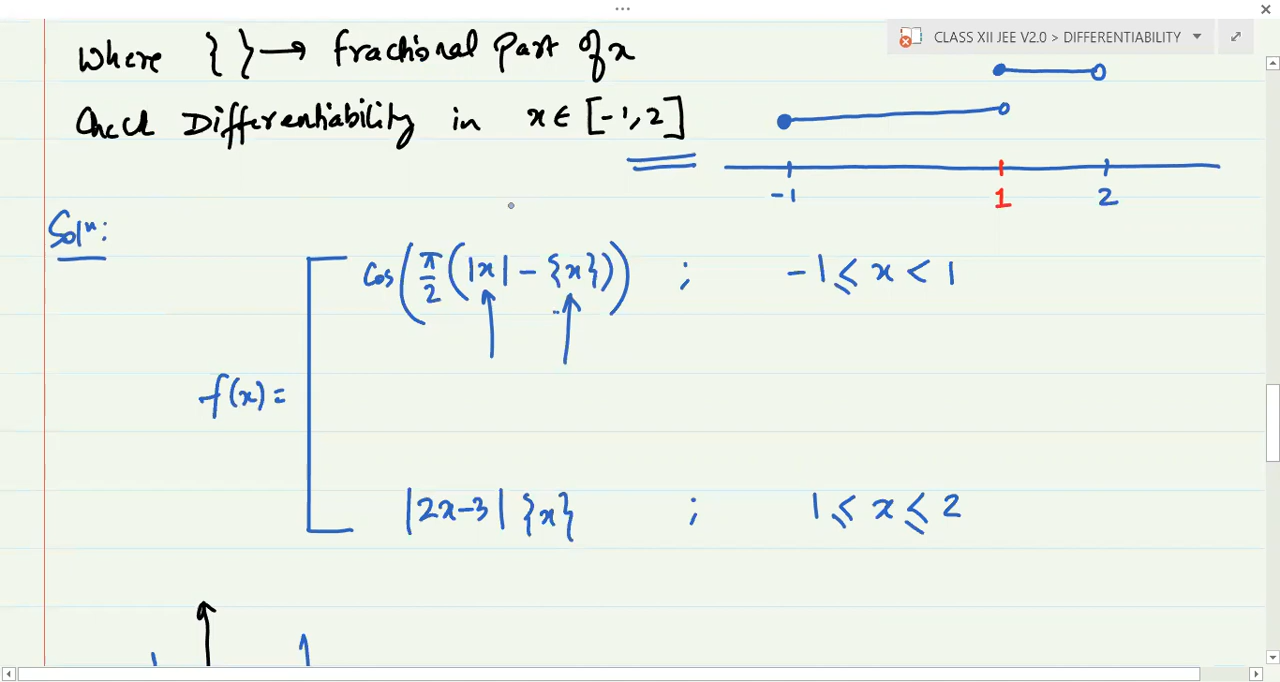 Where { } → fractional Part of x
CLASS XII JEE V2.0 > DIFFERENTIABILITY
Check Differentiability in x ∈ [-1, 2]
-1 1 2
Solⁿ:
cos(π/2(|x| - {x})) ; -1 ≤ x < 1
f(x) =
|2x-3| {x} ; 1 ≤ x ≤ 2